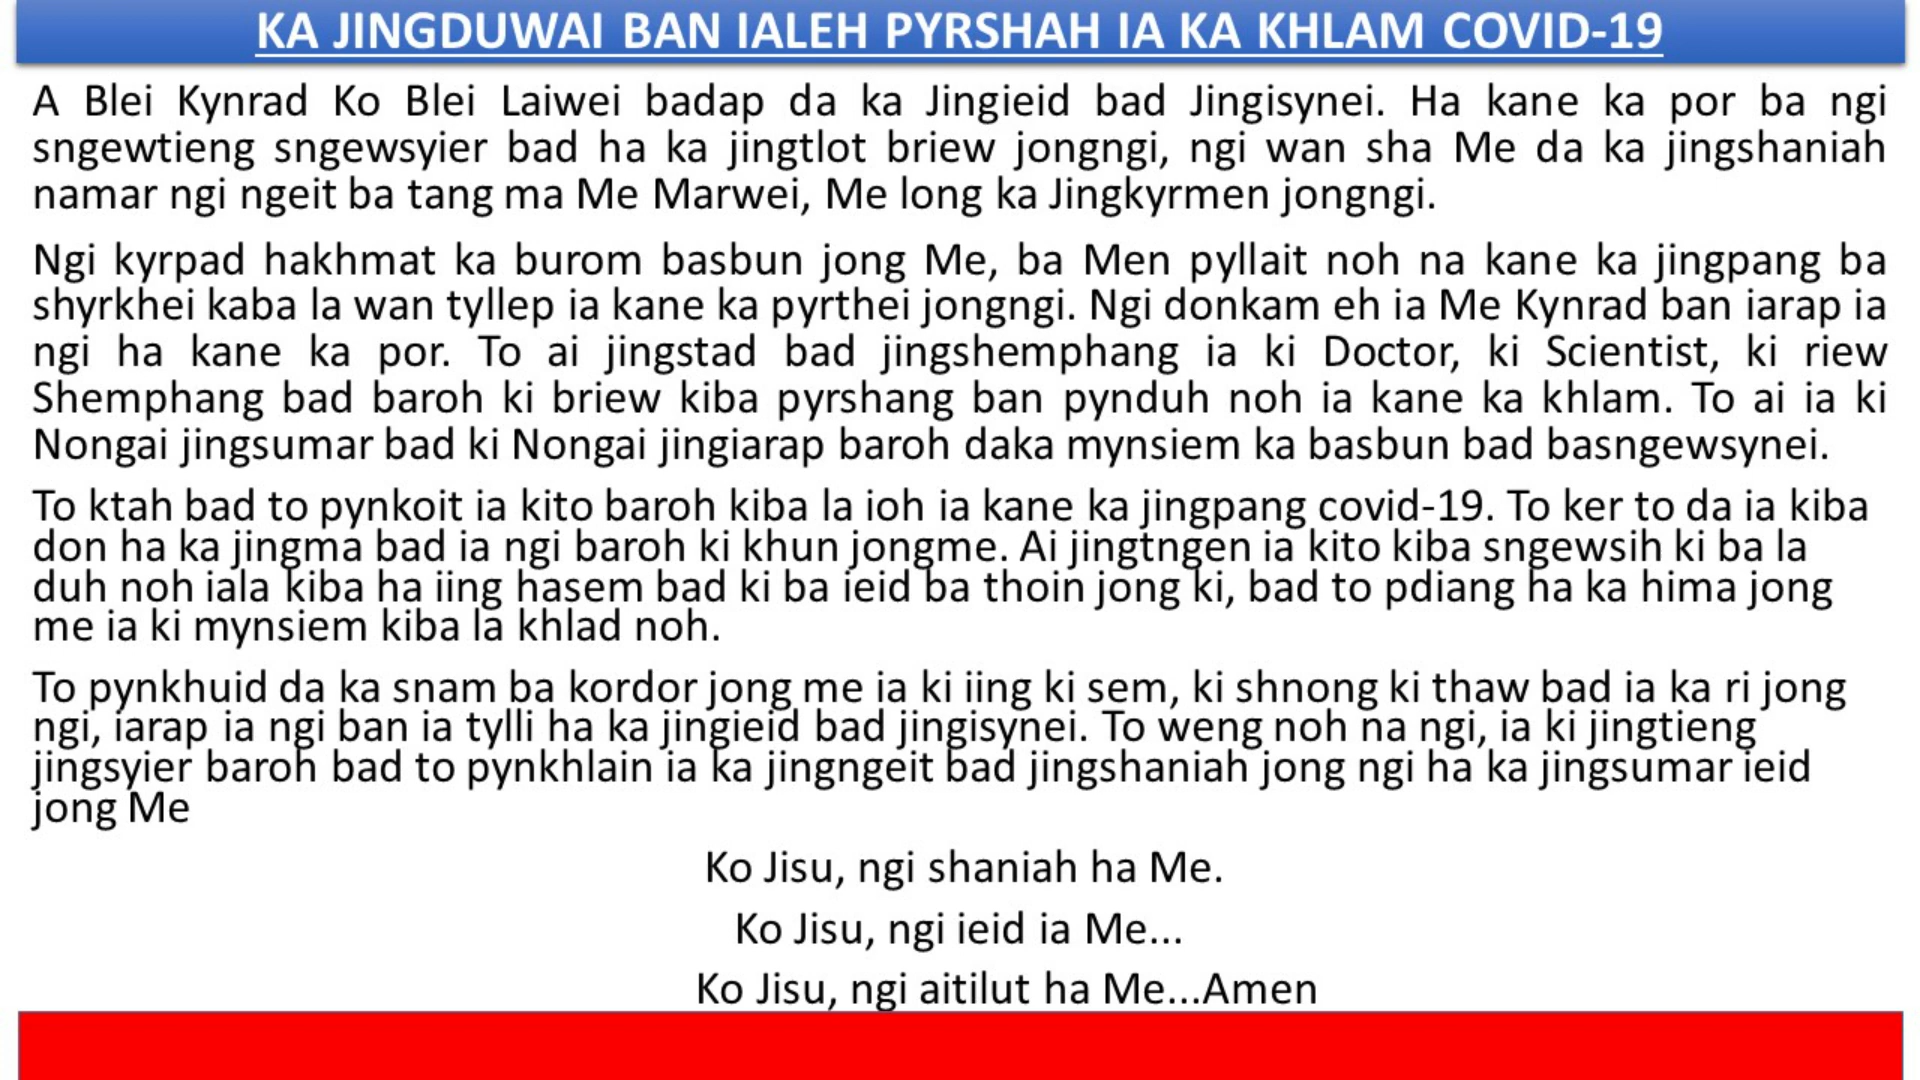 KA JINGDUWAI BAN IALEH PYRSHAH IA KA KHLAM COVID-19
A Blei Kynrad Ko Blei Laiwei badap da ka Jingieid bad Jingisynei. Ha kane ka por ba ngi
sngewtieng sngewsyier bad ha ka jingtlot briew jongngi, ngi wan sha Me da ka jingshaniah
namar ngi ngeit ba tang ma Me Marwei, Me long ka Jingkyrmen jongngi.
Ngi kyrpad hakhmat ka burom basbun jong Me, ba Men pyllait noh na kane ka jingpang ba
shyrkhei kaba la wan tyllep ia kane ka pyrthei jongngi. Ngi donkam eh ia Me Kynrad ban iarap ia
ngi ha kane ka por. To ai jingstad bad jingshemphang ia ki Doctor, ki Scientist, ki riew
Shemphang bad baroh ki briew kiba pyrshang ban pynduh noh ia kane ka khlam. To ai ia ki
Nongai jingsumar bad ki Nongai jingiarap baroh daka mynsiem ka basbun bad basngewsynei.
To ktah bad to pynkoit ia kito baroh kiba la ioh ia kane ka jingpang covid-19. To ker to da ia kiba
don ha ka jingma bad ia ngi baroh ki khun jongme. Ai jingtngen ia kito kiba sngewsih ki ba la
duh noh iala kiba ha iing hasem bad ki ba ieid ba thoin jong ki, bad to pdiang ha ka hima jong
me ia ki mynsiem kiba la khlad noh.
To pynkhuid da ka snam ba kordor jong me ia ki iing ki sem, ki shnong ki thaw bad ia ka ri jong
ngi, iarap ia ngi ban ia tylli ha ka jingieid bad jingisynei. To weng noh na ngi, ia ki jingtieng
jingsyier baroh bad to pynkhlain ia ka jingngeit bad jingshaniah jong ngi ha ka jingsumar ieid
jong Me
Ko Jisu, ngi shaniah ha Me.
Ko Jisu, ngi ieid ia Me...
Ko Jisu, ngi aitilut ha Me...Amen